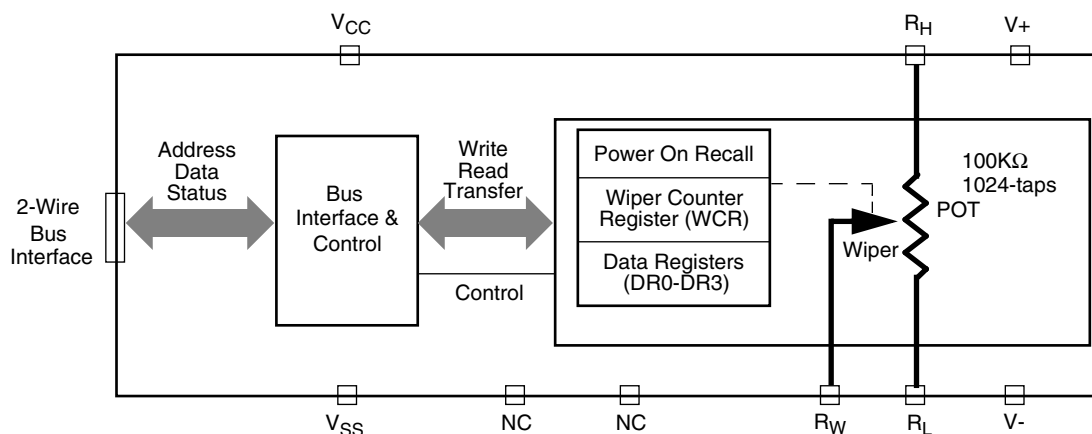 VCC
RH
V+
Address
Data
Status
Write
Read
Transfer
Power On Recall
100KΩ
1024-taps
POT
2-Wire
Bus
Interface
Bus
Interface &
Control
Wiper Counter
Register (WCR)
Wiper
Data Registers
(DR0-DR3)
Control
VSS
NC
NC
RW
RL
V-